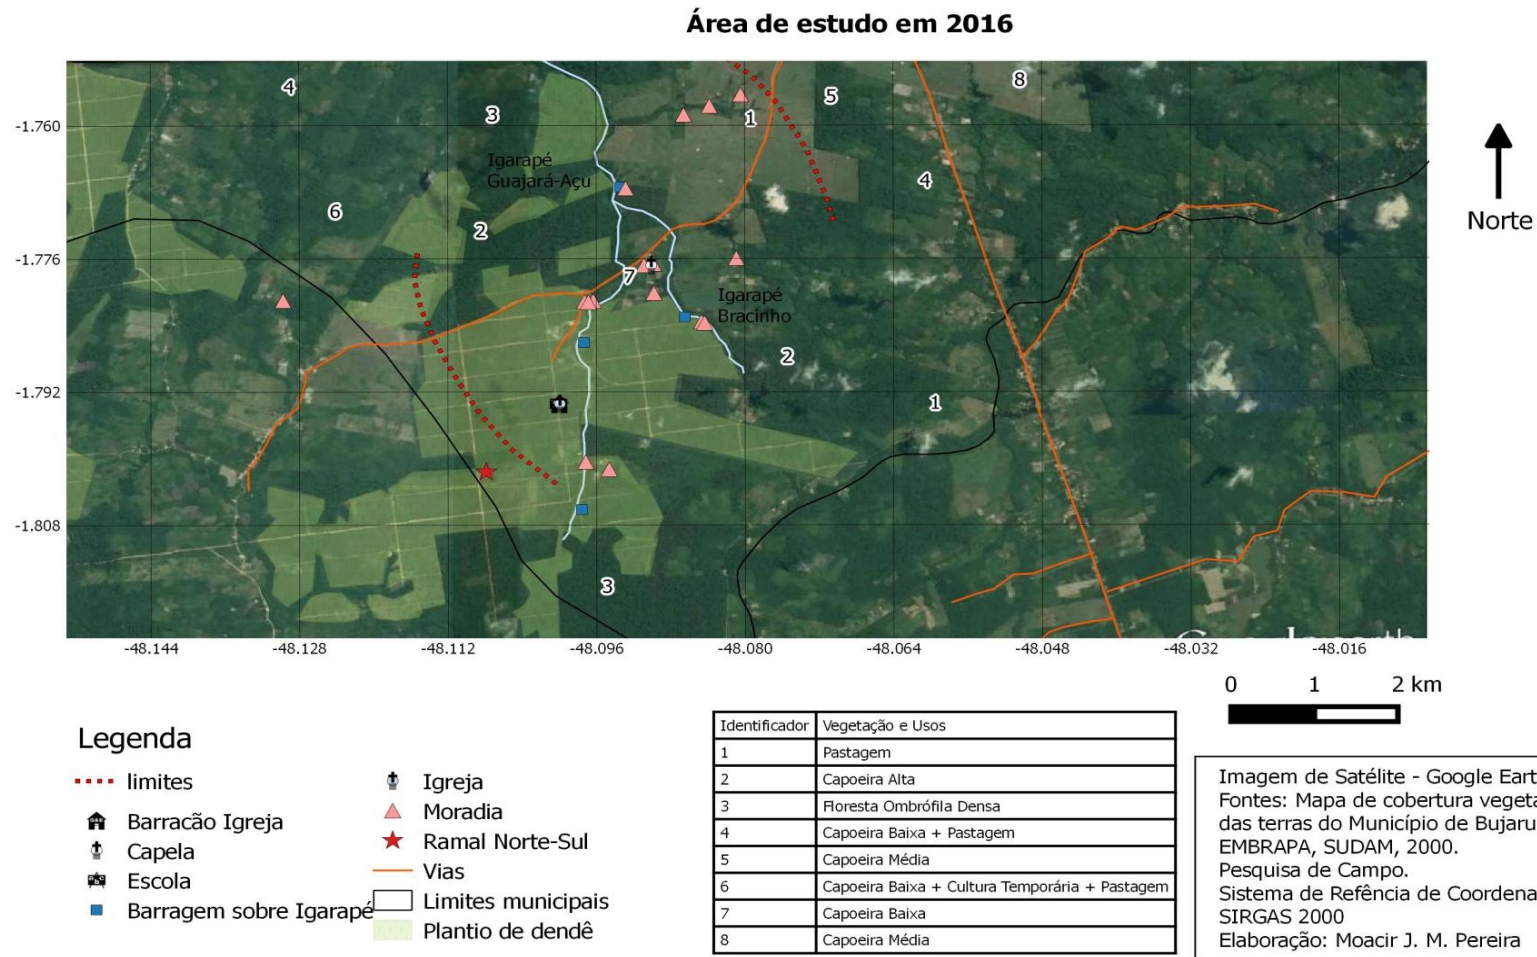 Área de estudo em 2016
4
3
1
5
8
-1.760
Igarapé
Guajará-Açu
4
6
2
Norte
-1.776
7
Igarapé
Bracinho
2
-1.792
1
-1.808
3
-48.144
-48.128
-48.112
-48.096
-48.080
-48.064
-48.048
-48.032
-48.016
0 1 2 km
Legenda
limites
Barracão Igreja
Capela
Escola
Barragem sobre Igarapé
Igreja
Moradia
Ramal Norte-Sul
Vias
Limites municipais
Plantio de dendê
Identificador Vegetação e Usos
1 Pastagem
2 Capoeira Alta
3 Floresta Ombrófila Densa
4 Capoeira Baixa + Pastagem
5 Capoeira Média
6 Capoeira Baixa + Cultura Temporária + Pastagem
7 Capoeira Baixa
8 Capoeira Média
Imagem de Satélite - Google Eart
Fontes: Mapa de cobertura vegeta
das terras do Município de Bujaru
EMBRAPA, SUDAM, 2000.
Pesquisa de Campo.
Sistema de Refência de Coordena
SIRGAS 2000
Elaboração: Moacir J. M. Pereira